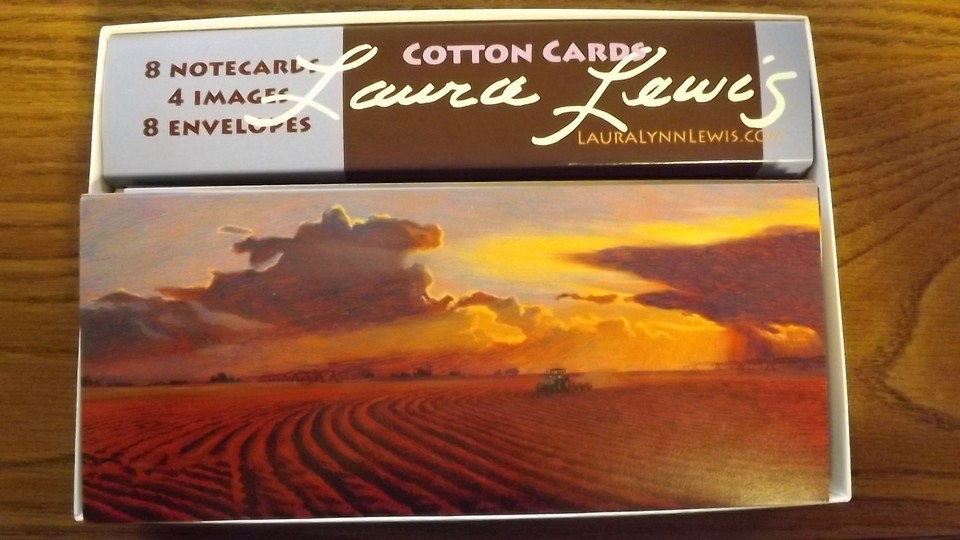 8 NOTECARDS
4 IMAGES
8 ENVELOPES
COTTON CARDS
Laura Lewis
LAURALYNNLEWIS.COM